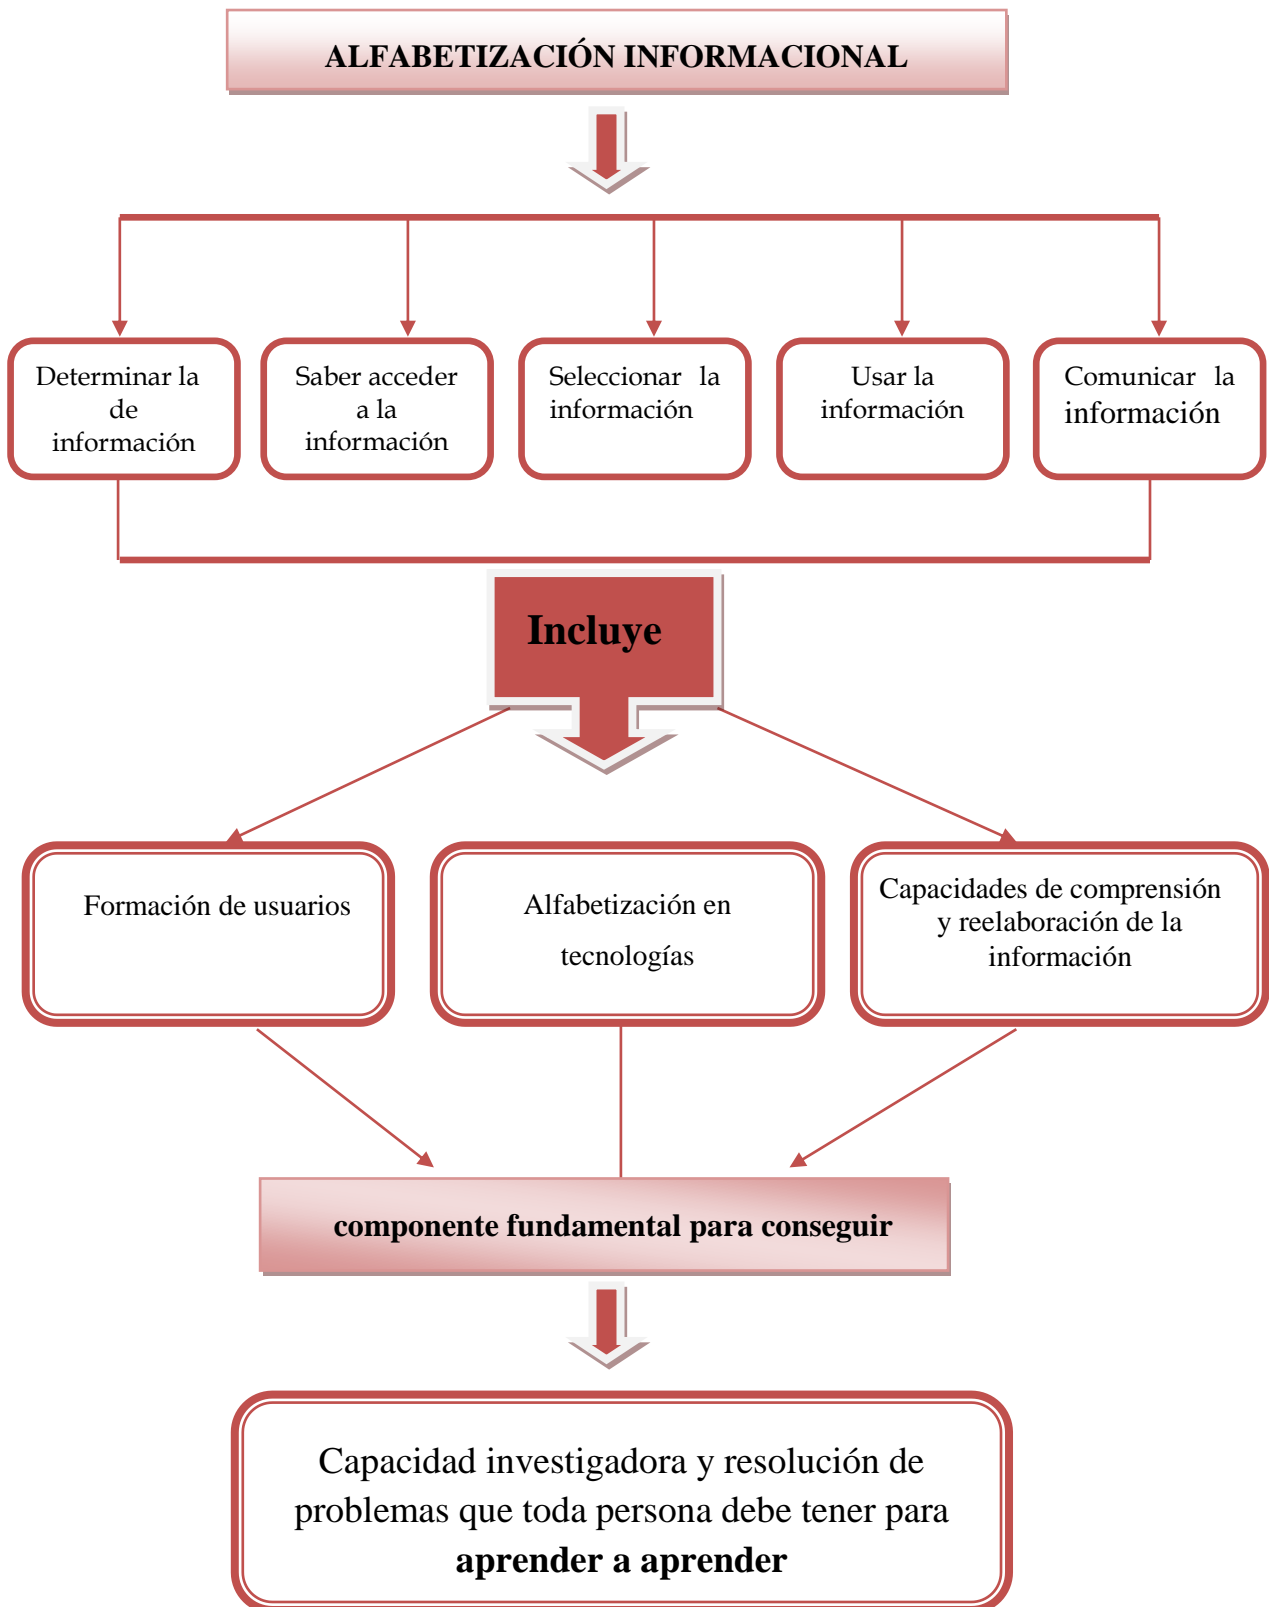 ALFABETIZACIÓN INFORMACIONAL
Determinar la
de
información
Saber acceder
a la
información
Seleccionar la
información
Usar la
información
Comunicar la
información
Incluye
Formación de usuarios
Alfabetización en
tecnologías
Capacidades de comprensión
y reelaboración de la
información
componente fundamental para conseguir
Capacidad investigadora y resolución de
problemas que toda persona debe tener para
aprender a aprender